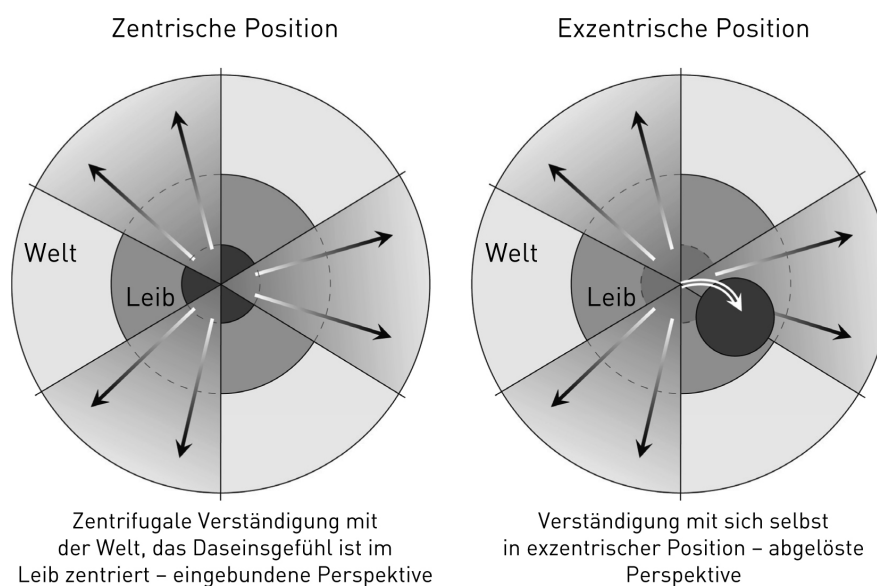 Zentrische Position
Welt
Leib
Zentrifugale Verständigung mit
der Welt, das Daseinsgefühl ist im
Leib zentriert – eingebundene Perspektive
Exzentrische Position
Welt
Leib
Verständigung mit sich selbst
in exzentrischer Position – abgelöste
Perspektive